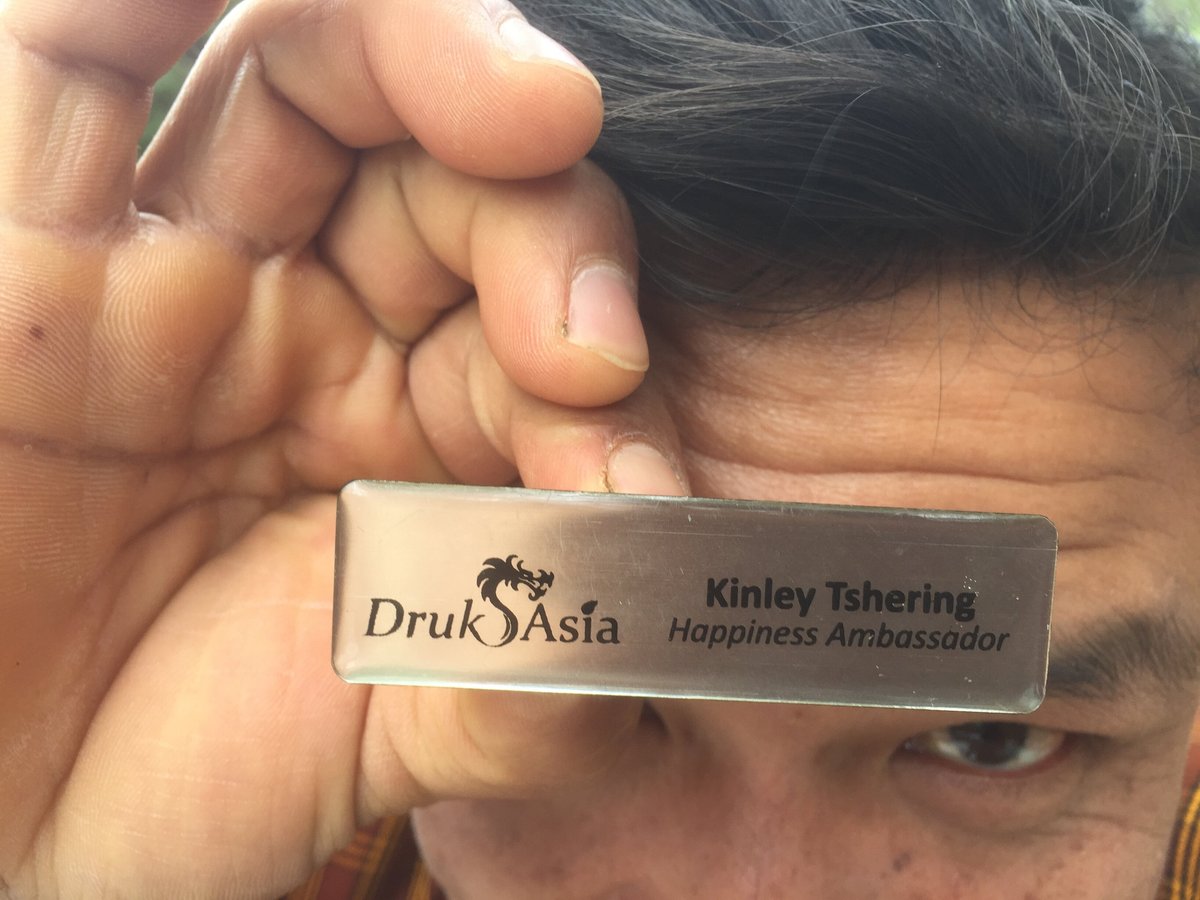 Druk Asia
Kinley Tshering
Happiness Ambassador